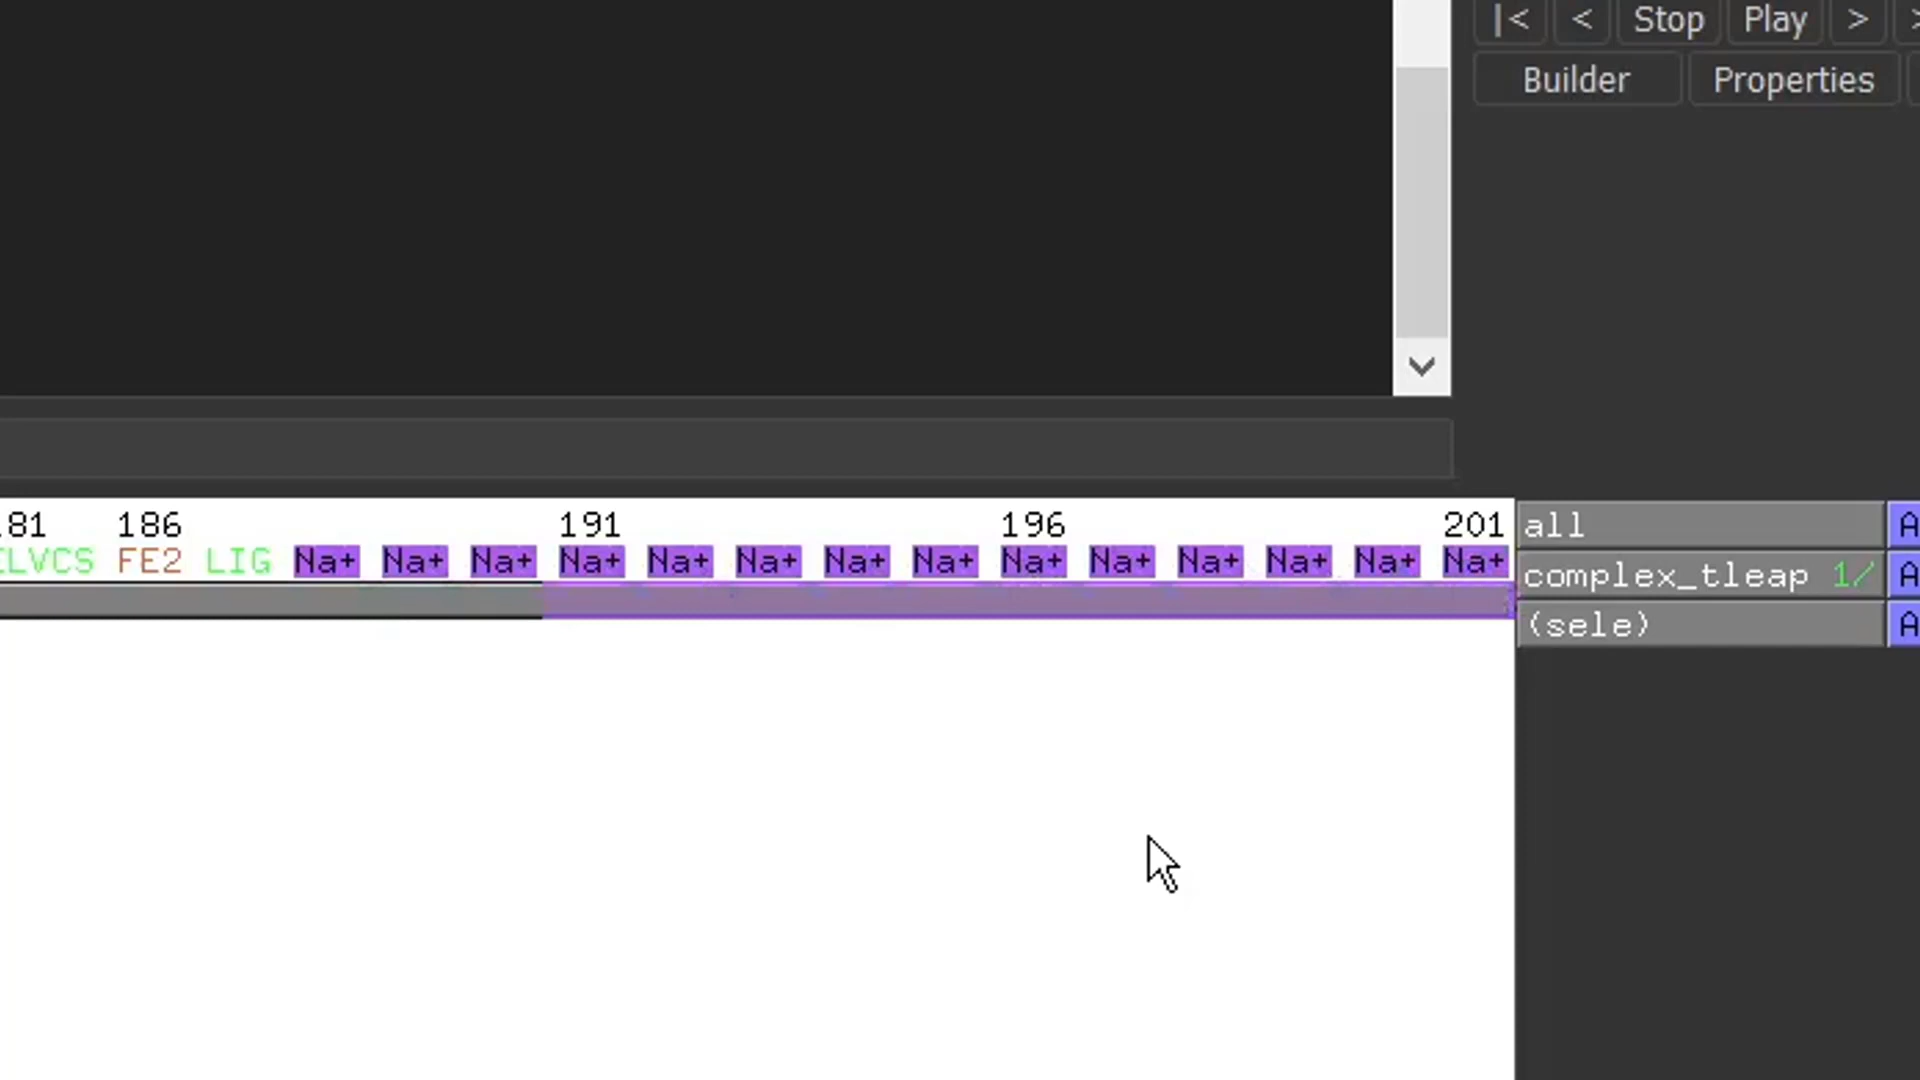 |< < Stop Play >
Builder Properties
81 186 191 196 201
LVCS FE2 LIG Na+ Na+ Na+ Na+ Na+ Na+ Na+ Na+ Na+ Na+ Na+ Na+ Na+ Na+
all A
complex_tleap 1/ A
(sele) A